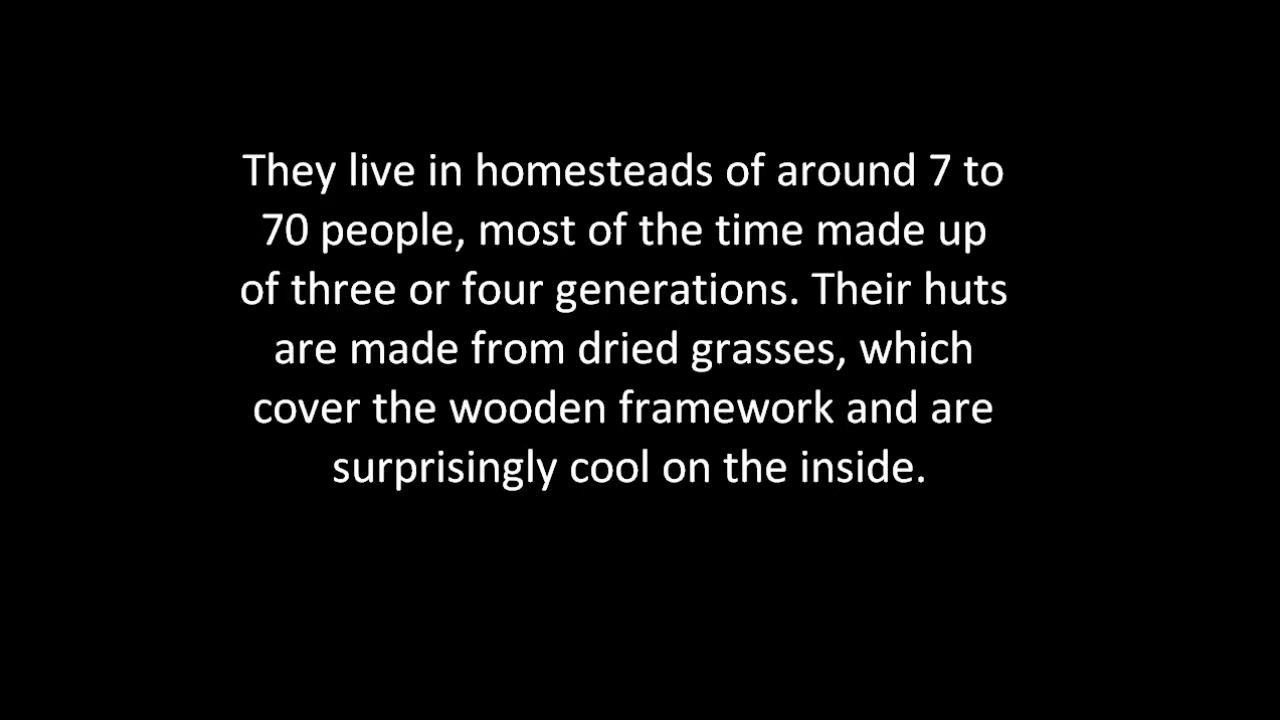 They live in homesteads of around 7 to
70 people, most of the time made up
of three or four generations. Their huts
are made from dried grasses, which
cover the wooden framework and are
surprisingly cool on the inside.